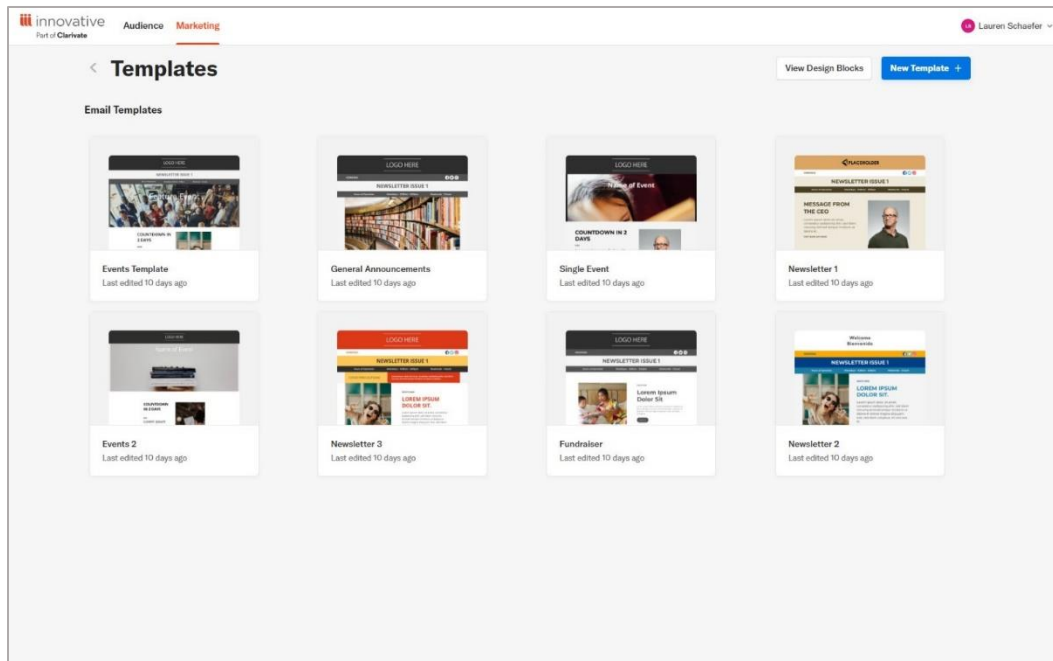 innovative
Part of Clarivate
Audience Marketing
Lauren Schaefer
Templates
View Design Blocks
New Template +
Email Templates
LOGO HERE
NEWSLETTER ISSUE 1
COUNTDOWN IN
2 DAYS
Events Template
Last edited 10 days ago
LOGO HERE
NEWSLETTER ISSUE 1
General Announcements
Last edited 10 days ago
LOGO HERE
Name of Event
COUNTDOWN IN 2
DAYS
Single Event
Last edited 10 days ago
PLACEHOLDER
NEWSLETTER ISSUE 1
MESSAGE FROM
THE CEO
Newsletter 1
Last edited 10 days ago
LOGO HERE
Name of Event
COUNTDOWN
Events 2
Last edited 10 days ago
LOGO HERE
NEWSLETTER ISSUE 1
LOREM IPSUM
DOLOR SIT.
Newsletter 3
Last edited 10 days ago
LOGO HERE
NEWSLETTER ISSUE 1
Lorem Ipsum
Dolor Sit
Fundraiser
Last edited 10 days ago
Welcome
Bienvenido
NEWSLETTER ISSUE 1
LOREM IPSUM
DOLOR SIT.
Newsletter 2
Last edited 10 days ago